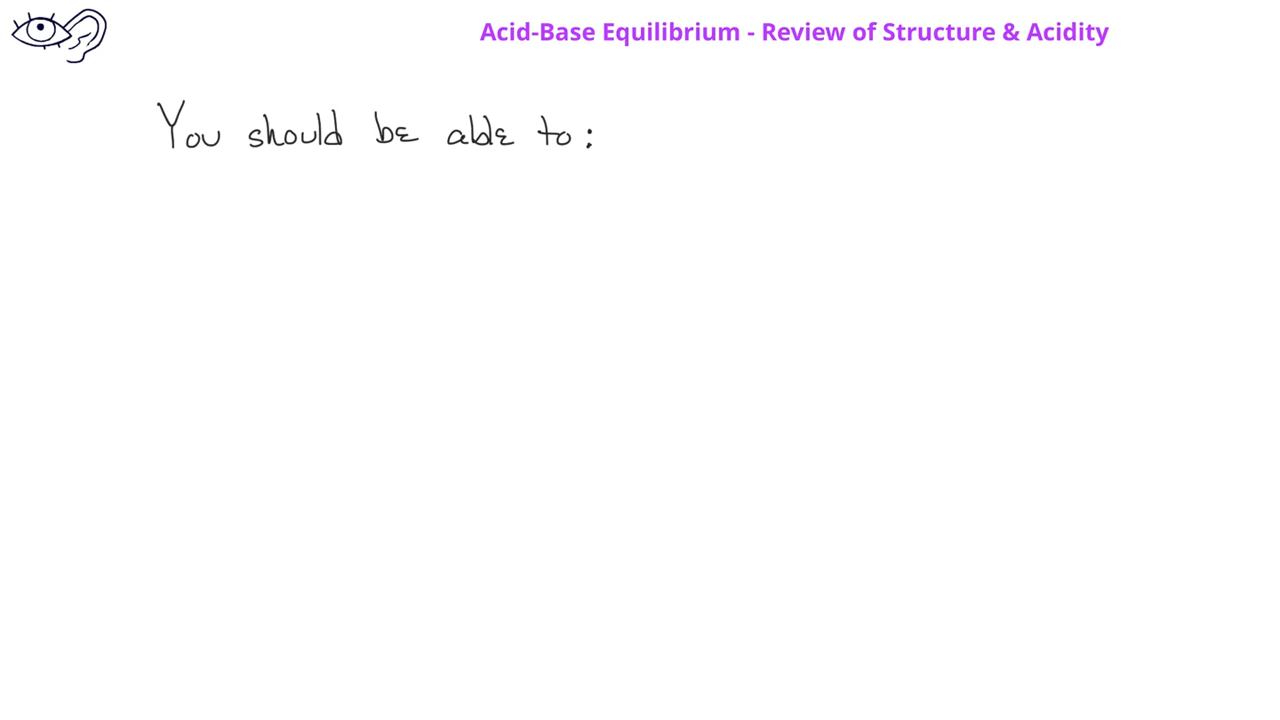 Acid-Base Equilibrium - Review of Structure & Acidity
You should be able to: